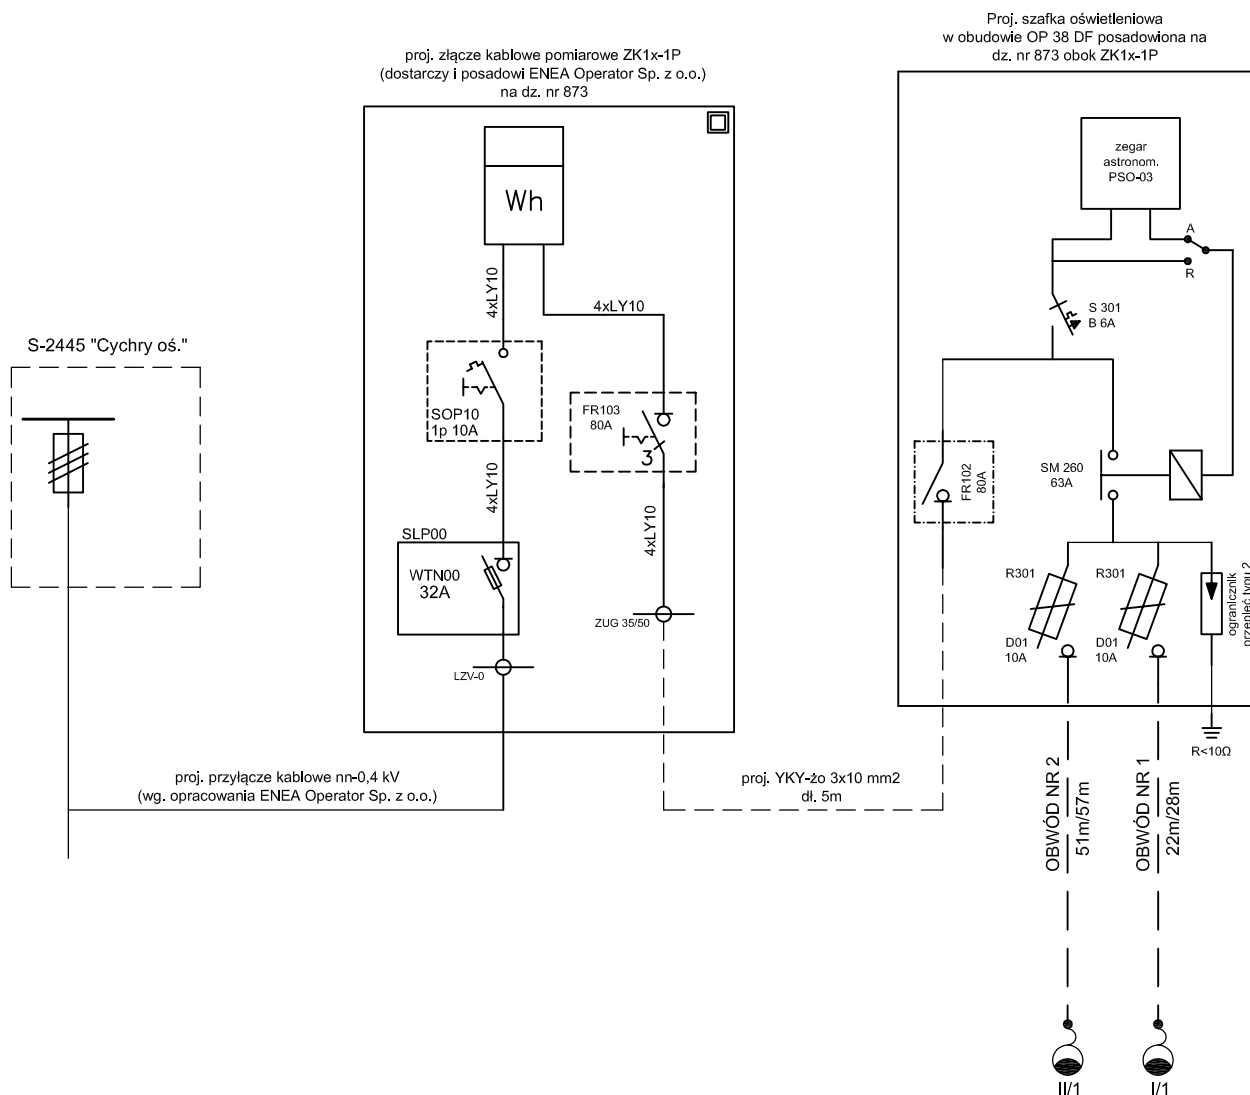 Proj. szafka oświetleniowa
w obudowie OP 38 DF posadowiona na
dz. nr 873 obok ZK1x-1P
proj. złącze kablowe pomiarowe ZK1x-1P
(dostarczy i posadowi ENEA Operator Sp. z o.o.)
na dz. nr 873
zegar
astronom.
PSO-03
Wh
A
R
4xLY10
4xLY10
S 301
B 6A
S-2445 "Cychry oś."
SOP10
1p 10A
FR103
80A
3
FR102
80A
SM 260
63A
4xLY10
4xLY10
SLP00
WTN00
32A
LZV-0
ZUG 35/50
R301
D01
10A
R301
D01
10A
ogranicznik
przepięć typu 2
R<10Ω
proj. przyłącze kablowe nn-0,4 kV
(wg. opracowania ENEA Operator Sp. z o.o.)
proj. YKY-żo 3x10 mm2
dł. 5m
OBWÓD NR 2
51m/57m
OBWÓD NR 1
22m/28m
II/1
I/1